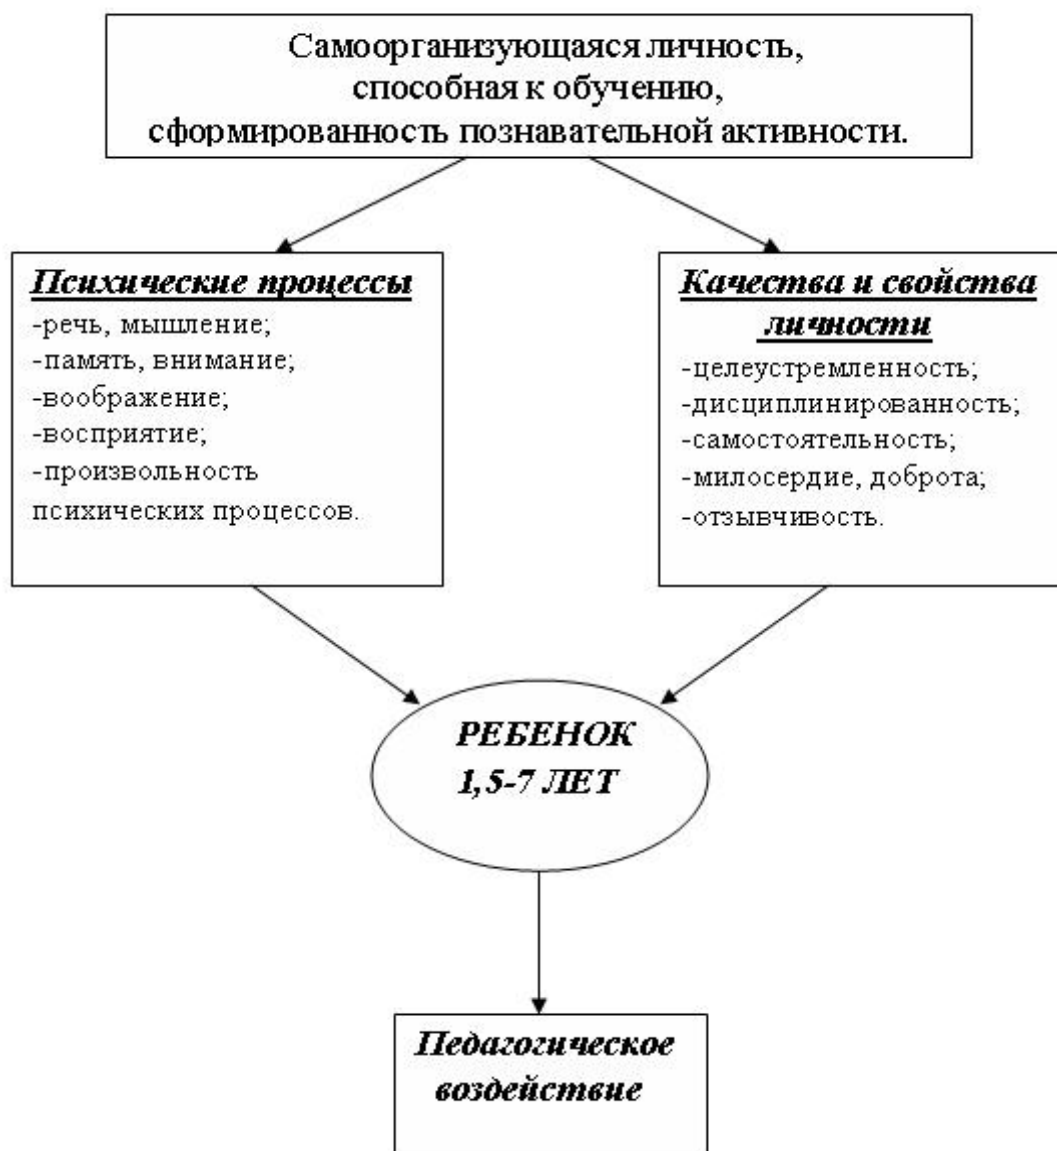 Самоорганизующаяся личность,
способная к обучению,
сформированность познавательной активности.
Психические процессы
-речь, мышление;
-память, внимание;
-воображение;
-восприятие;
-произвольность
психических процессов.
Качества и свойства
личности
-целеустремленность;
-дисциплинированность;
-самостоятельность;
-милосердие, доброта;
-отзывчивость.
РЕБЕНОК
1,5-7 ЛЕТ
Педагогическое
воздействие